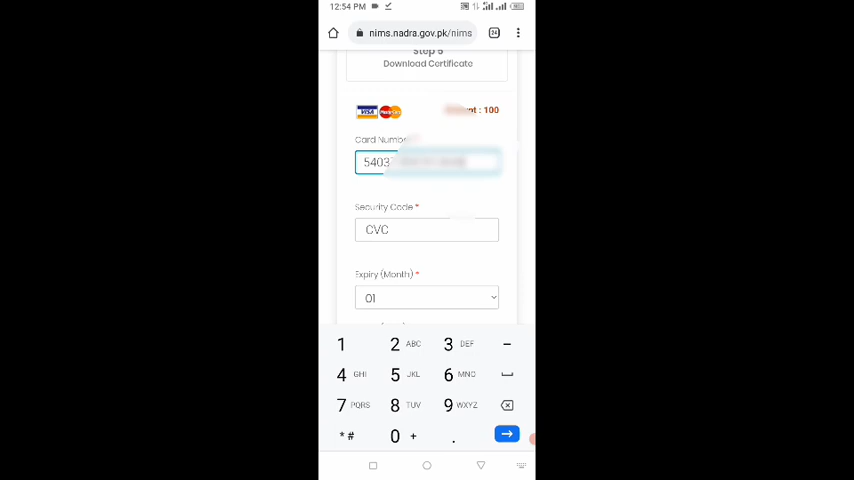 12:54 PM
nims.nadra.gov.pk/nims
24
Step 5
Download Certificate
VISA : 100
Card Numb
5403
Security Code *
CVC
Expiry (Month) *
01
1 2 ABC 3 DEF -
4 GHI 5 JKL 6 MNO
7 PQRS 8 TUV 9 WXYZ
*# 0 + .